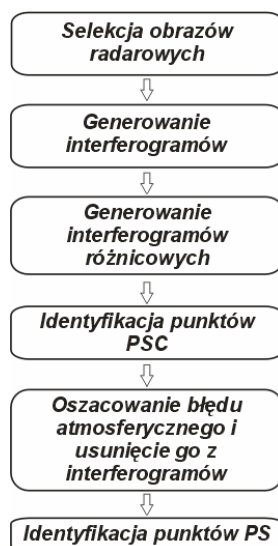 Selekcja obrazów
radarowych
Generowanie
interferogramów
Generowanie
interferogramów
różnicowych
Identyfikacja punktów
PSC
Oszacowanie błędu
atmosferycznego i
usunięcie go z
interferogramów
Identyfikacja punktów PS